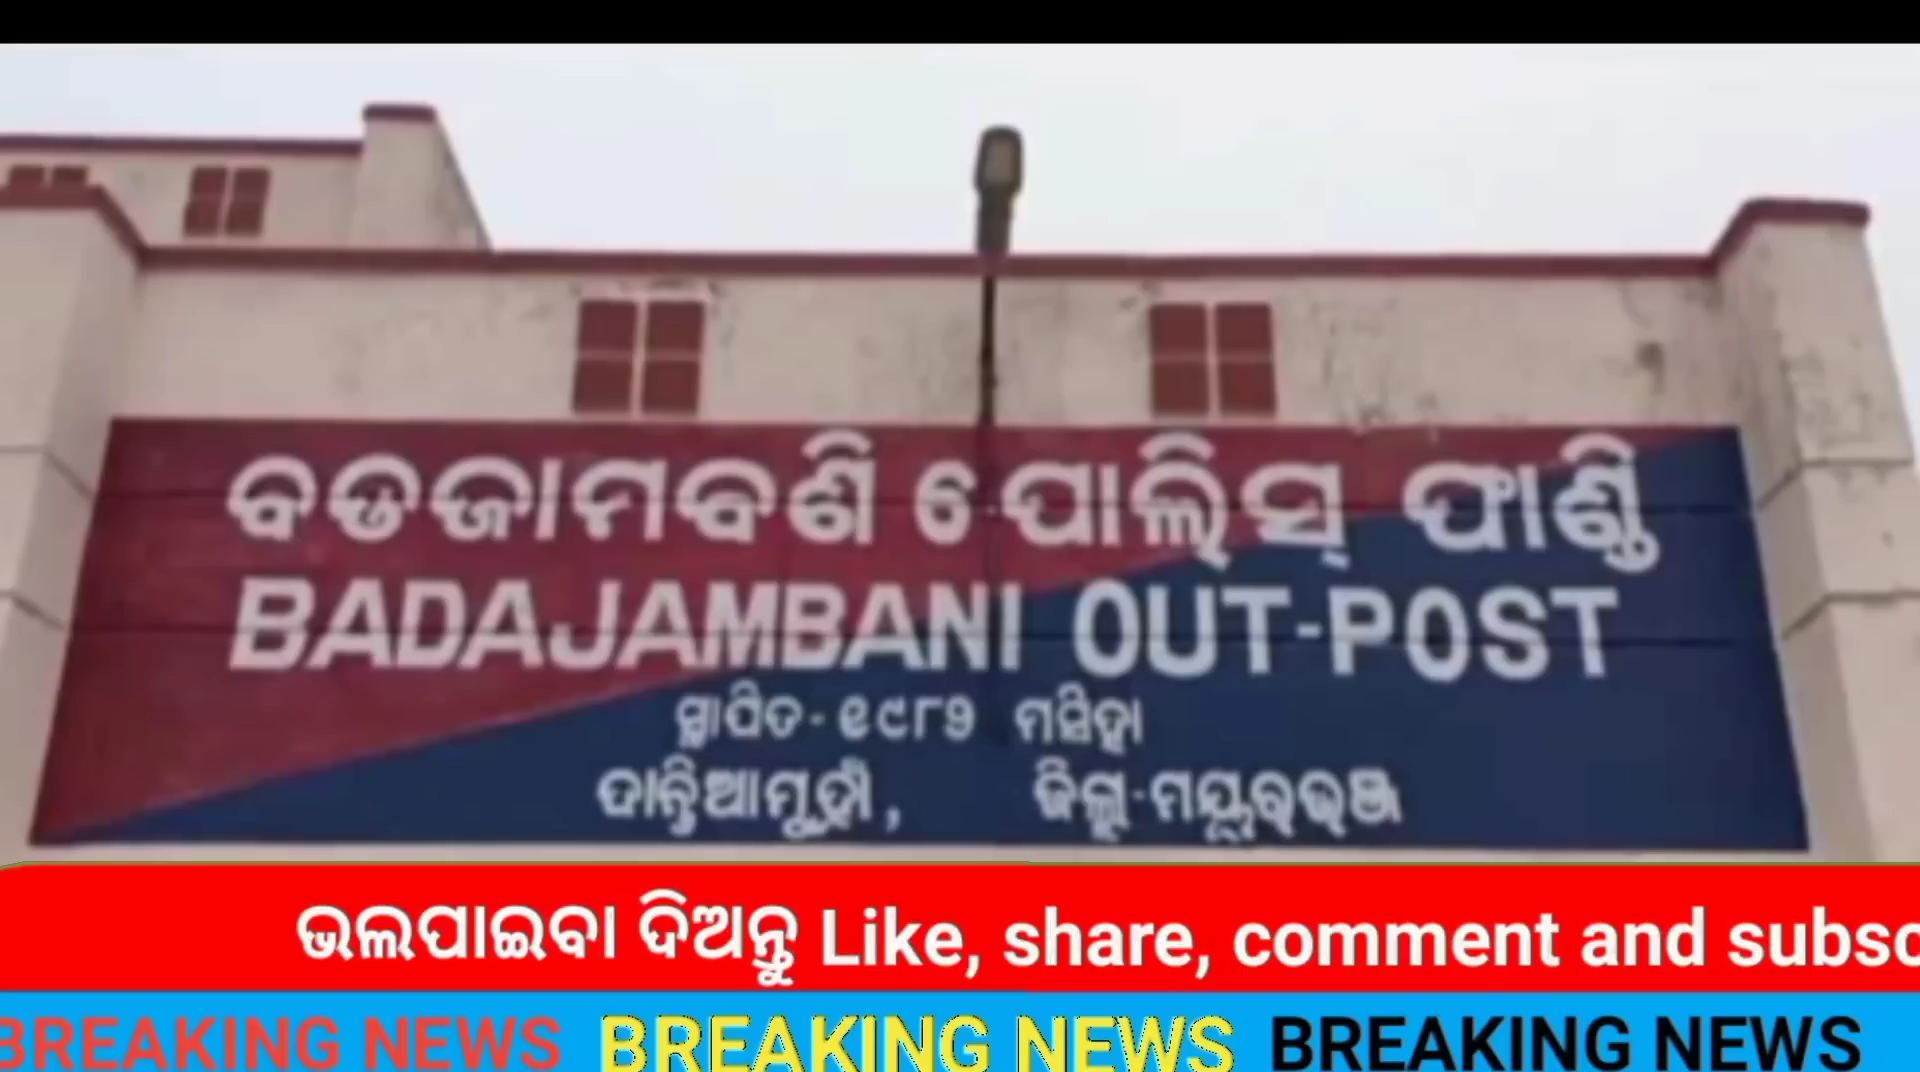 ବଡଜାମବଣି ପୋଲିସ୍ ଫାଣ୍ଡି
BADAJAMBANI OUT-POST
ସ୍ଥାପିତ-୧୯୮୨ ମସିହା
ଦାନ୍ତିଆମୁହାଁ, ଜିଲ୍ଲା-ମୟୂରଭଞ୍ଜ
ଭଲପାଇବା ଦିଅନ୍ତୁ Like, share, comment and subsc
BREAKING NEWS BREAKING NEWS BREAKING NEWS